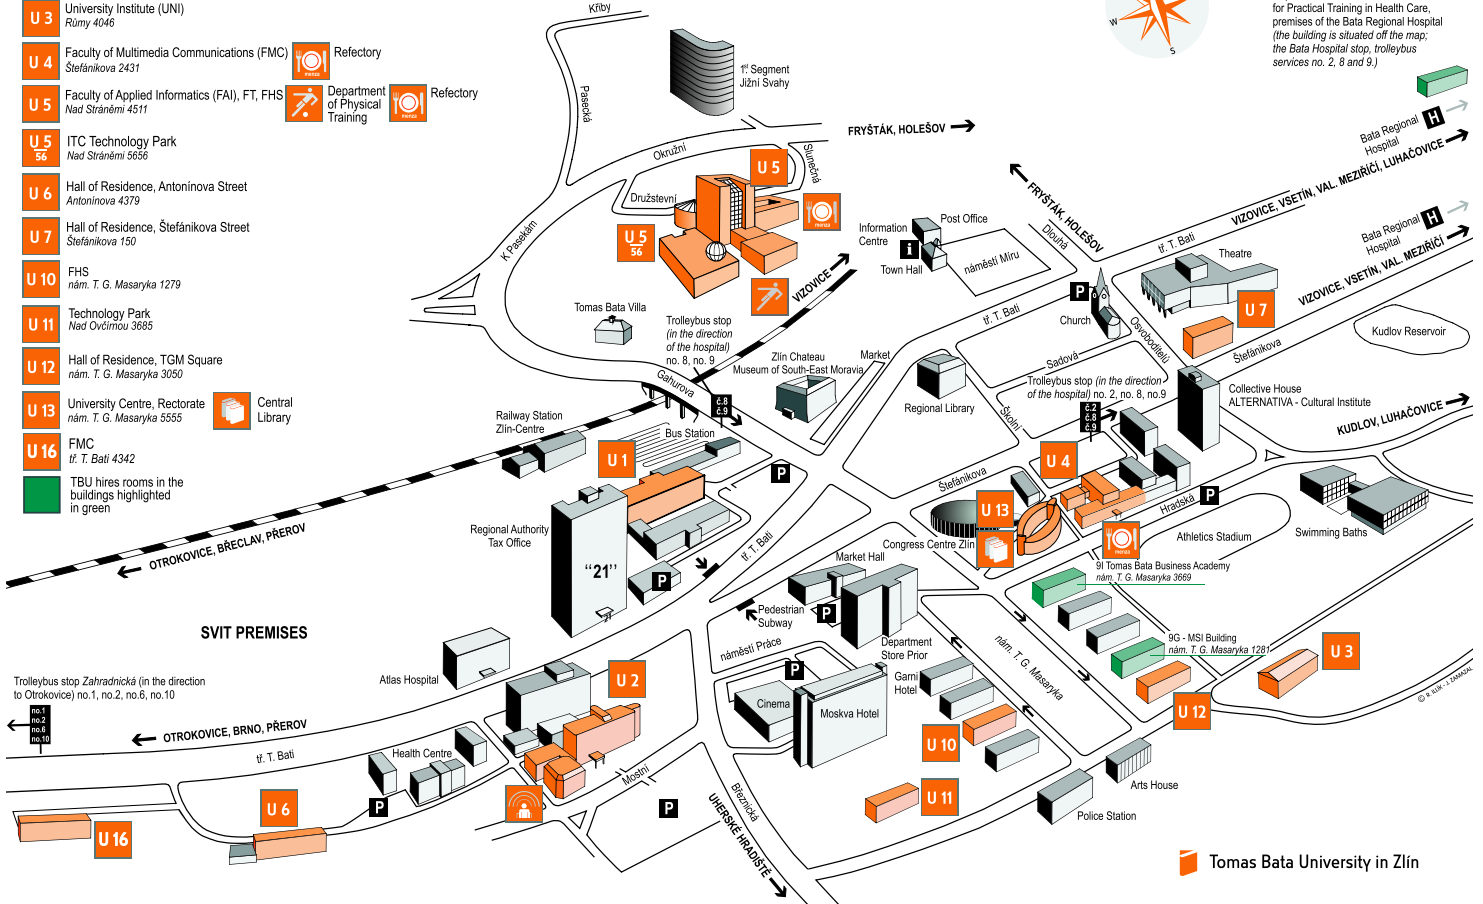 U 3
University Institute (UNI)
Růmy 4046
U 4
Faculty of Multimedia Communications (FMC)
Štefánikova 2431
menza
Refectory
U 5
Faculty of Applied Informatics (FAI), FT, FHS
Nad Stráněmi 4511
Department
of Physical
Training
menza
Refectory
U 5
56
ITC Technology Park
Nad Stráněmi 5656
U 6
Hall of Residence, Antonínova Street
Antonínova 4379
U 7
Hall of Residence, Štefánikova Street
Štefánikova 150
U 10
FHS
nám. T. G. Masaryka 1279
U 11
Technology Park
Nad Ovčírnou 3685
U 12
Hall of Residence, TGM Square
nám. T. G. Masaryka 3050
U 13
University Centre, Rectorate
nám. T. G. Masaryka 5555
Central
Library
U 16
FMC
tř. T. Bati 4342
TBU hires rooms in the
buildings highlighted
in green
W
S
for Practical Training in Health Care,
premises of the Bata Regional Hospital
(the building is situated off the map;
the Bata Hospital stop, trolleybus
services no. 2, 8 and 9.)
Křiby
Pasecká
1st Segment
Jižní Svahy
FRYŠTÁK, HOLEŠOV
Okružní
Slunečná
Družstevní
U 5
menza
U 5
56
K Pasekám
VIZOVICE
FRYŠTÁK, HOLEŠOV
Dlouhá
Information
Centre
i
Post Office
Town Hall
náměstí Míru
Bata Regional
Hospital
H
VIZOVICE, VSETÍN, VAL. MEZIŘÍČÍ, LUHAČOVICE
tř. T. Bati
Bata Regional
Hospital
H
VIZOVICE, VSETÍN, VAL. MEZIŘÍČÍ
Theatre
U 7
P
Church
Osvoboditelů
Štefánikova
Kudlov Reservoir
Tomas Bata Villa
Trolleybus stop
(in the direction
of the hospital)
no. 8, no. 9
Gahurova
č.8
č.9
Zlín Chateau
Museum of South-East Moravia
Market
tř. T. Bati
Regional Library
Sadová
Školní
Trolleybus stop (in the direction
of the hospital) no. 2, no. 8, no.9
č.2
č.8
č.9
Collective House
ALTERNATIVA - Cultural Institute
KUDLOV, LUHAČOVICE
Railway Station
Zlín-Centre
Bus Station
U 1
P
Štefánikova
U 4
U 13
Congress Centre Zlín
menza
Hradská
P
Athletics Stadium
Swimming Baths
Regional Authority
Tax Office
"21"
P
tř. T. Bati
OTROKOVICE, BŘECLAV, PŘEROV
Market Hall
P
Pedestrian
Subway
náměstí Práce
Department
Store Prior
9I Tomas Bata Business Academy
nám. T. G. Masaryka 3669
9G - MSI Building
nám. T. G. Masaryka 1281
nám. T. G. Masaryka
U 3
U 12
© R. ILLÍK - J. ZAMAZAL
SVIT PREMISES
Atlas Hospital
U 2
P
Cinema
Moskva Hotel
Garni
Hotel
U 10
U 11
Trolleybus stop Zahradnická (in the direction
to Otrokovice) no.1, no.2, no.6, no.10
no.1
no.2
no.6
no.10
OTROKOVICE, BRNO, PŘEROV
tř. T. Bati
Health Centre
P
Mostní
P
Březnická
UHERSKÉ HRADIŠTĚ
U 6
U 16
Arts House
Police Station
Tomas Bata University in Zlín